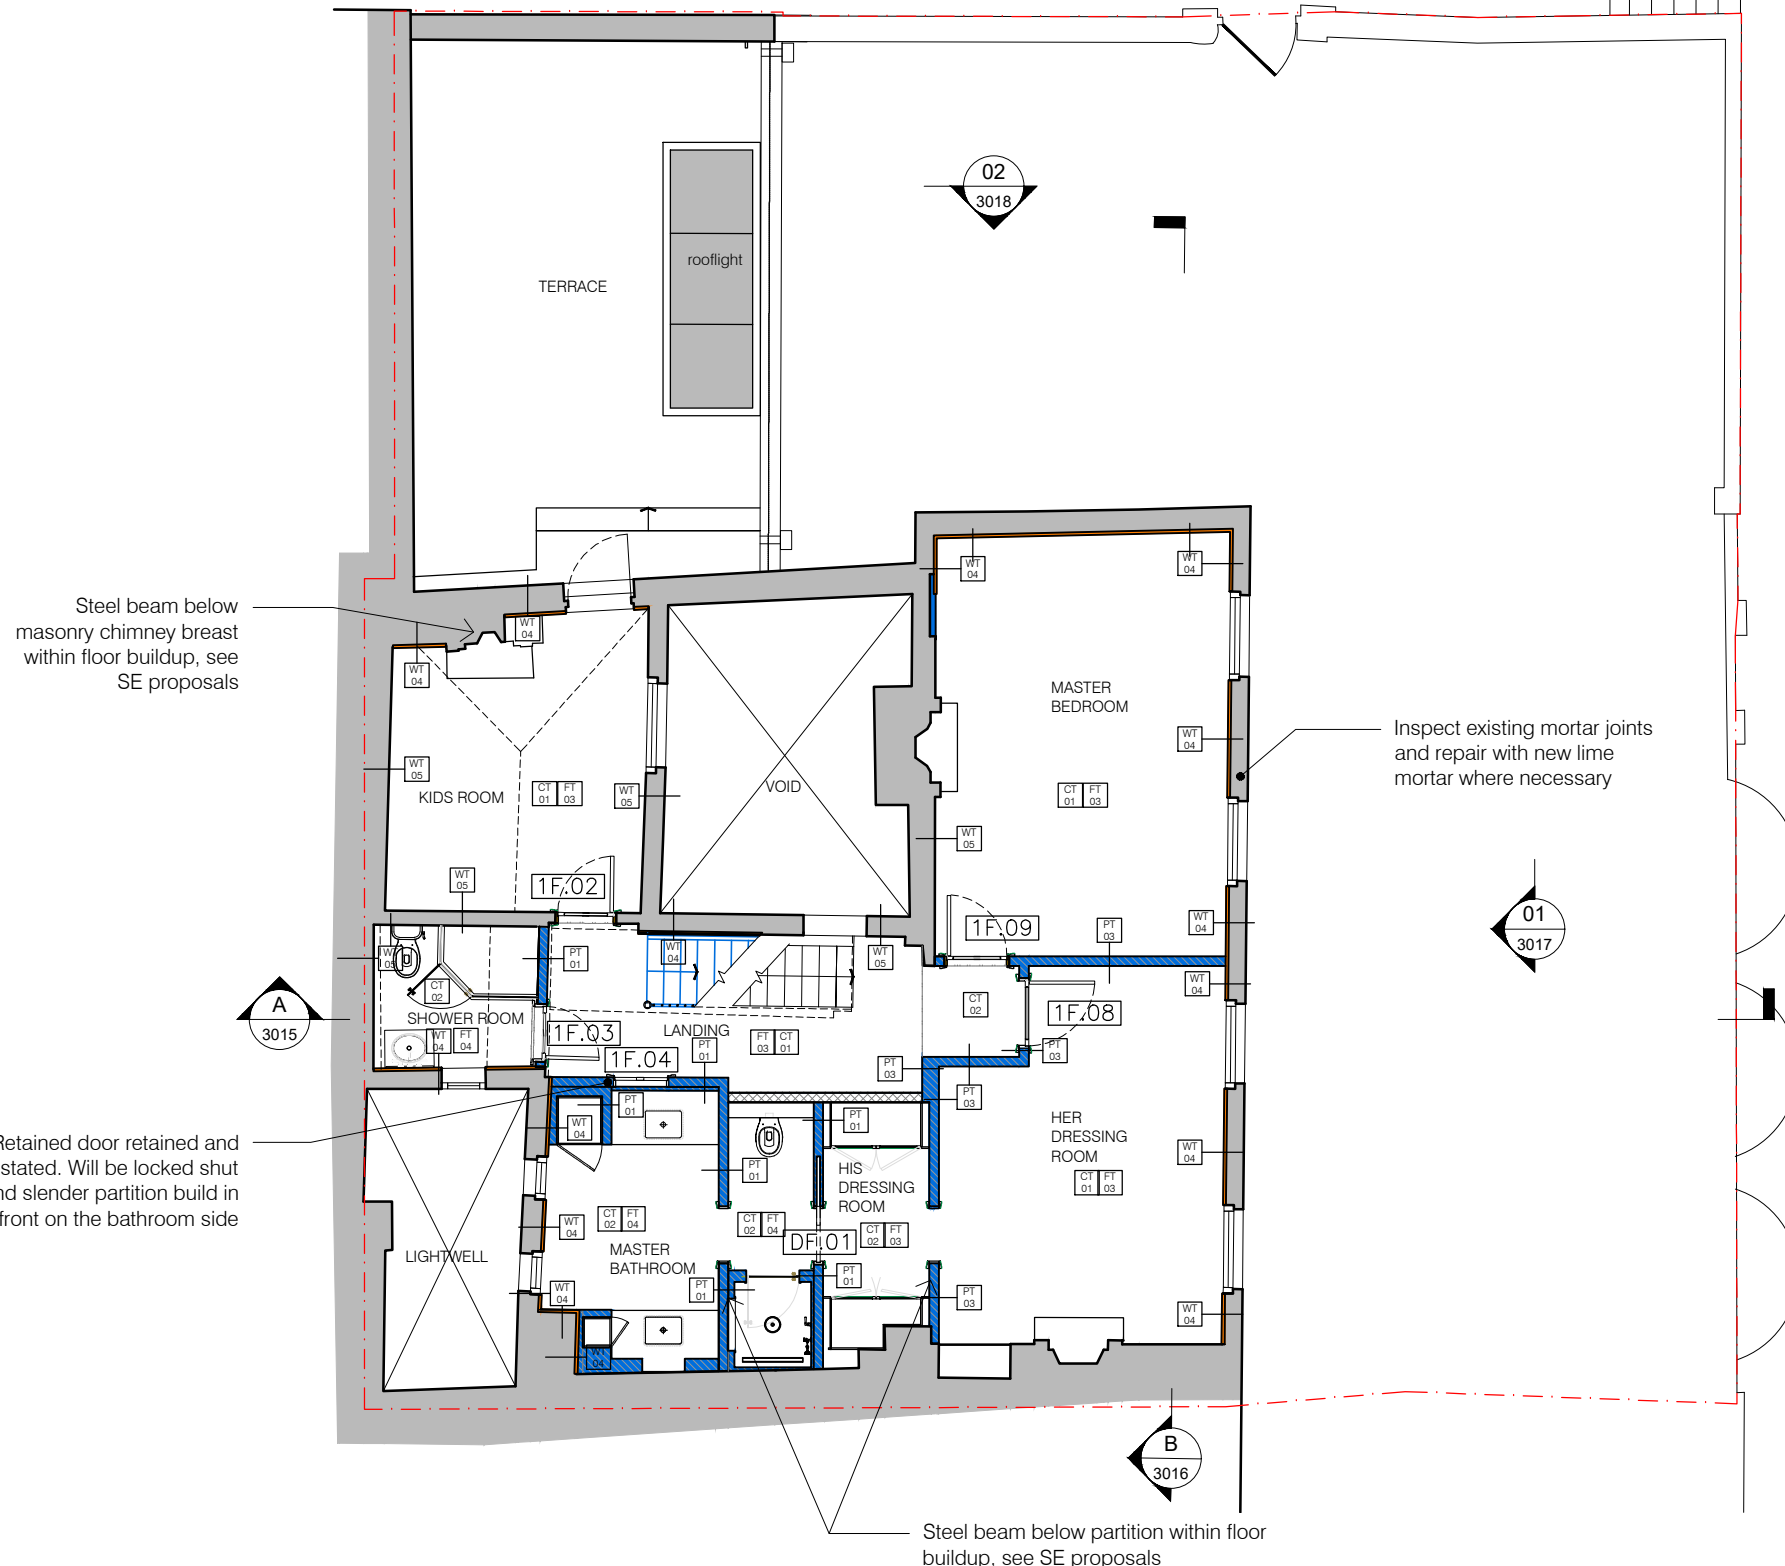 02
3018
rooflight
TERRACE
WT
04
WT
04
Steel beam below
masonry chimney breast
within floor buildup, see
SE proposals
WT
04
WT
04
MASTER
BEDROOM
Inspect existing mortar joints
and repair with new lime
mortar where necessary
WT
04
WT
05
KIDS ROOM
CT
01
FT
03
WT
05
VOID
CT
01
FT
03
WT
05
WT
05
1F.02
01
3017
WT
04
1F.09
PT
03
WT
05
PT
01
WT
04
WT
05
CT
02
WT
04
A
3015
SHOWER ROOM
1F.03
LANDING
CT
02
1F.08
WT
04
FT
04
1F.04
FT
03
CT
01
PT
01
PT
03
PT
03
PT
03
PT
01
WT
04
PT
01
HER
DRESSING
ROOM
Retained door retained and
stated. Will be locked shut
nd slender partition build in
front on the bathroom side
WT
04
PT
01
HIS
DRESSING
ROOM
CT
01
FT
03
WT
04
CT
02
FT
04
CT
02
FT
04
DF.01
CT
02
FT
03
LIGHTWELL
MASTER
BATHROOM
PT
01
PT
01
WT
04
PT
03
WT
04
04
B
3016
Steel beam below partition within floor
buildup, see SE proposals